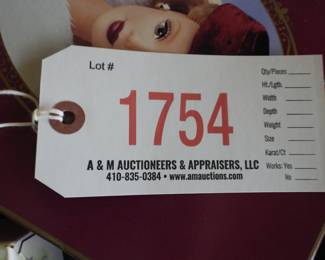 Lot #
1754
Qty/Pieces
Ht./Lgth.
Width
Depth
Weight
Size
Karat/Ct
Works: Yes
No
A & M AUCTIONEERS & APPRAISERS, LLC
410-835-0384 • www.amauctions.com